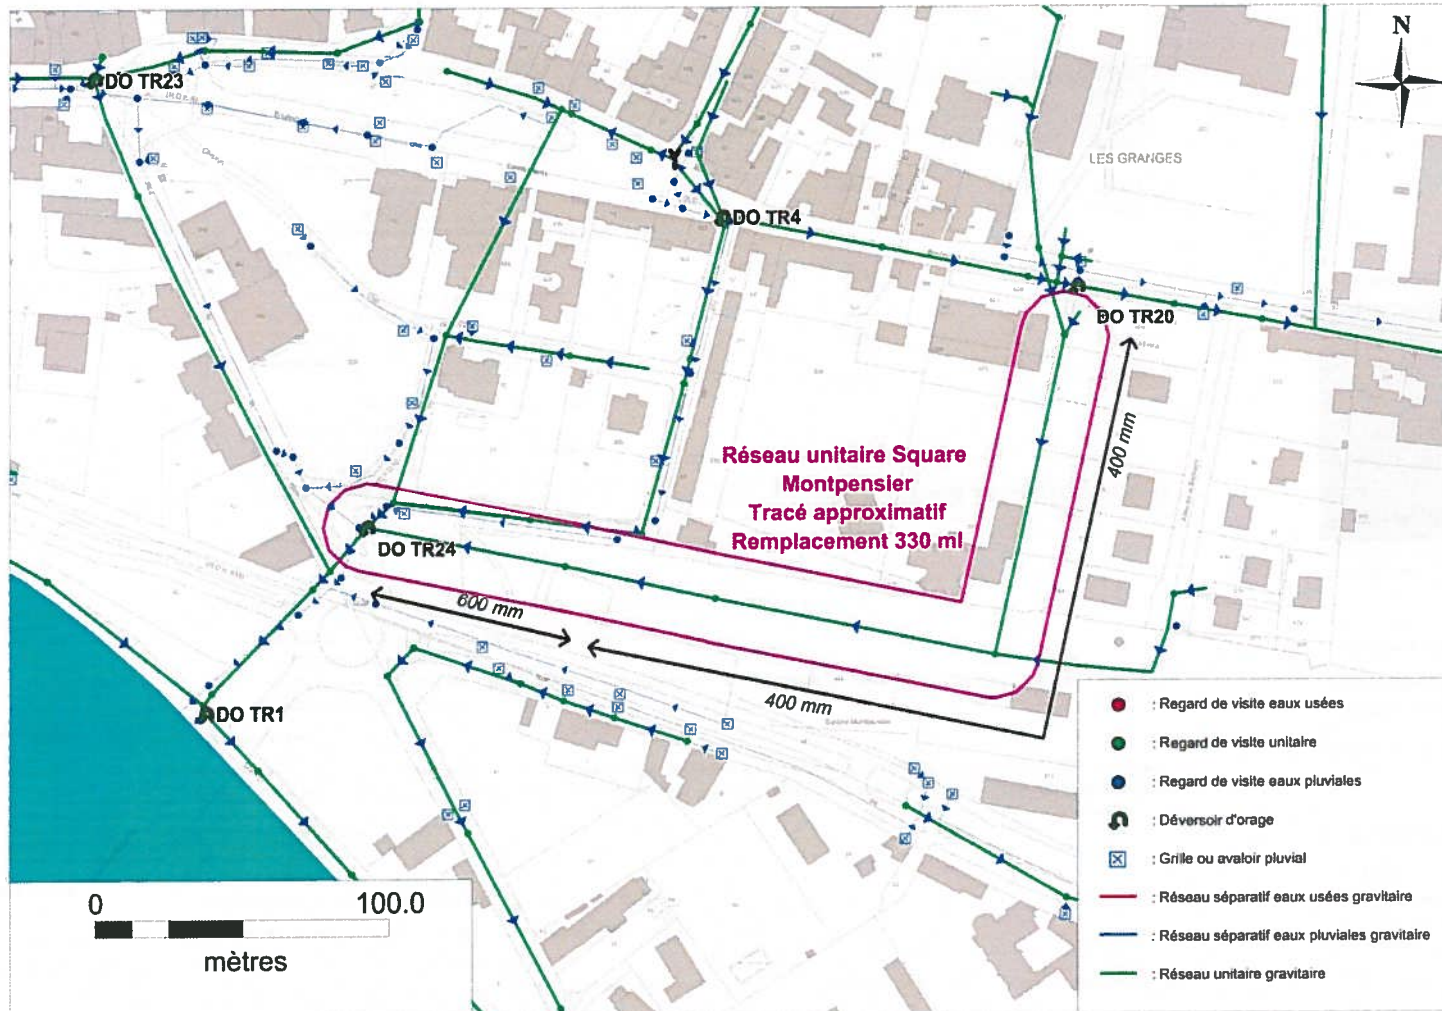 N
DO TR23
LES GRANGES
DO TR4
DO TR20
400 mm
Réseau unitaire Square
Montpensier
Tracé approximatif
Remplacement 330 ml
DO TR24
600 mm
400 mm
DO TR1
0 100.0
mètres
: Regard de visite eaux usées
: Regard de visite unitaire
: Regard de visite eaux pluviales
: Déversoir d'orage
: Grille ou avaloir pluvial
: Réseau séparatif eaux usées gravitaire
: Réseau séparatif eaux pluviales gravitaire
: Réseau unitaire gravitaire